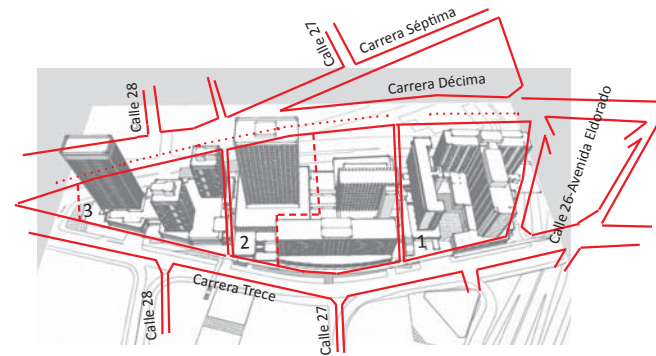 Calle 27
Carrera Séptima
Carrera Décima
Calle 28
Calle 26-Avenida Eldorado
3
2
1
Carrera Trece
Calle 28
Calle 27